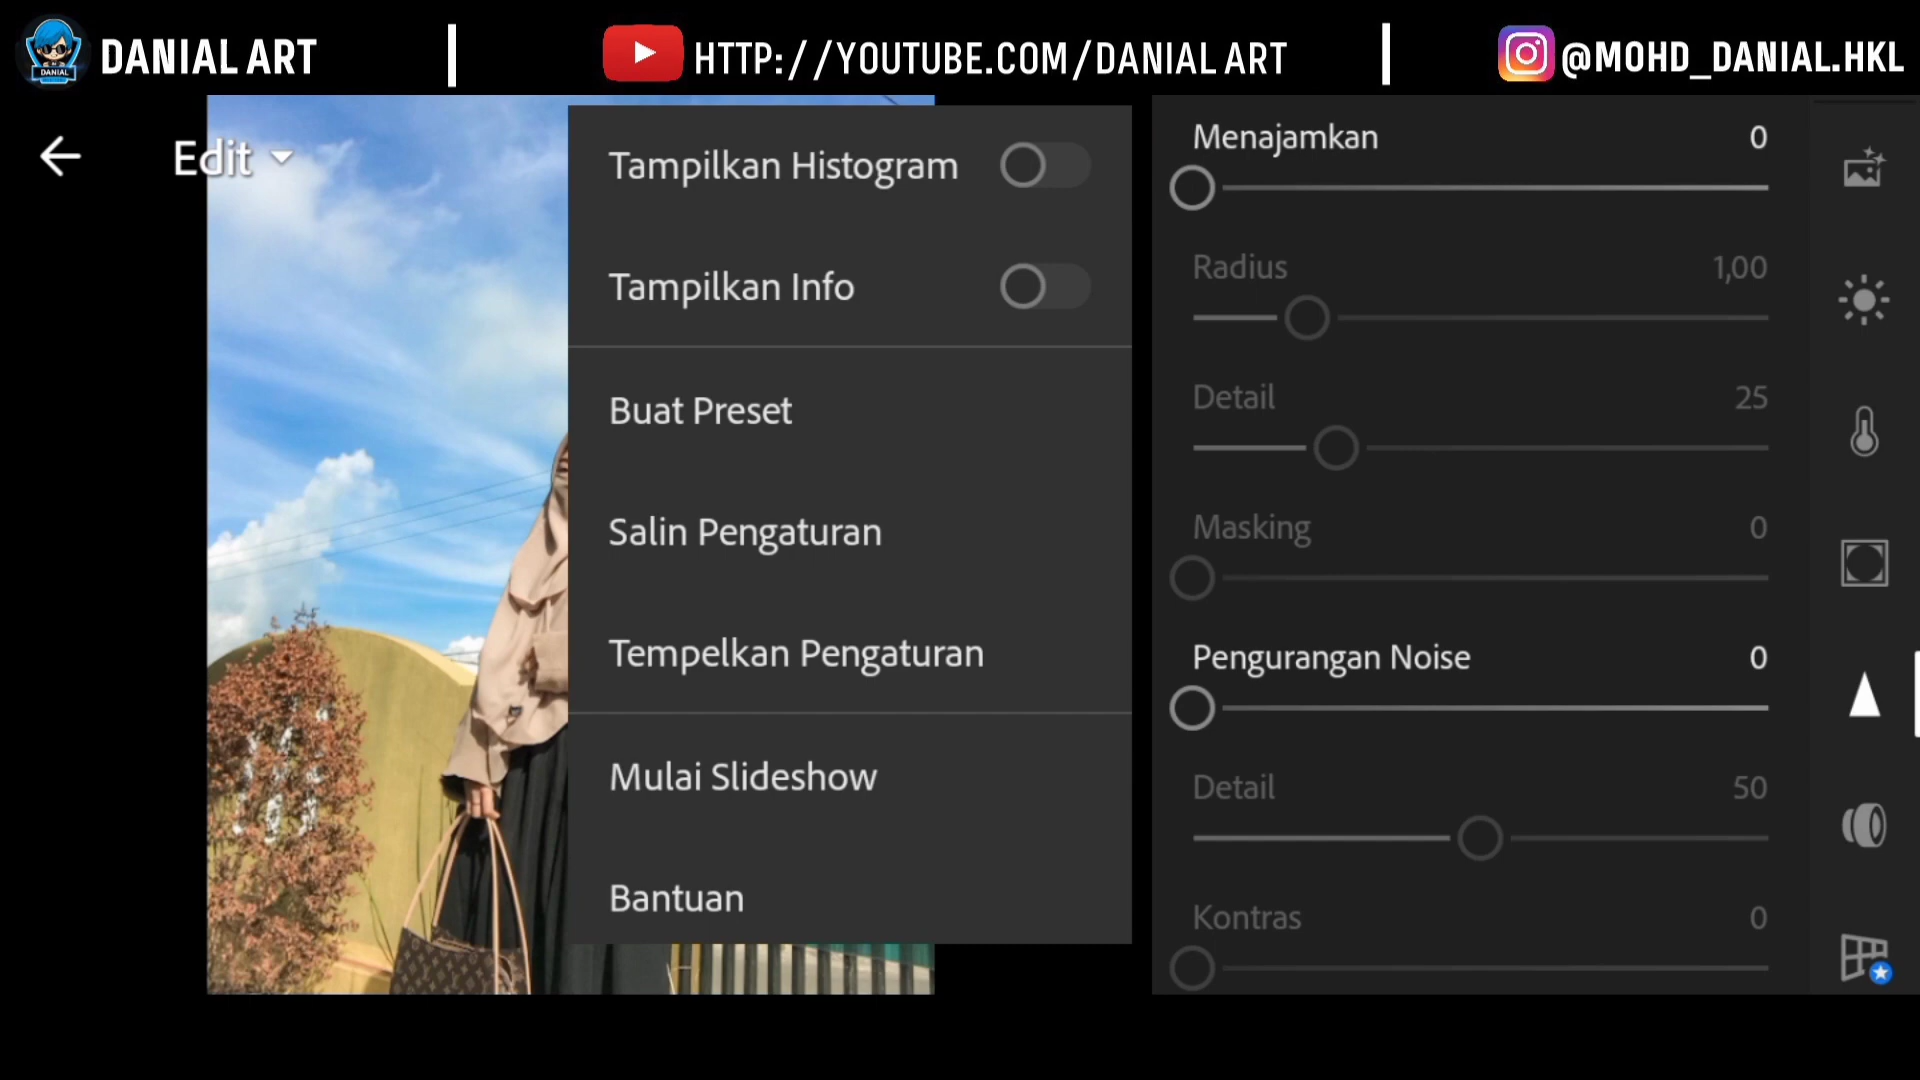 DANIAL
DANIAL ART
HTTP://YOUTUBE.COM/DANIAL ART
@MOHD_DANIAL.HKL
Edit
Tampilkan Histogram
Tampilkan Info
Buat Preset
Salin Pengaturan
Tempelkan Pengaturan
Mulai Slideshow
Bantuan
Menajamkan 0
Radius 1,00
Detail 25
Masking 0
Pengurangan Noise 0
Detail 50
Kontras 0